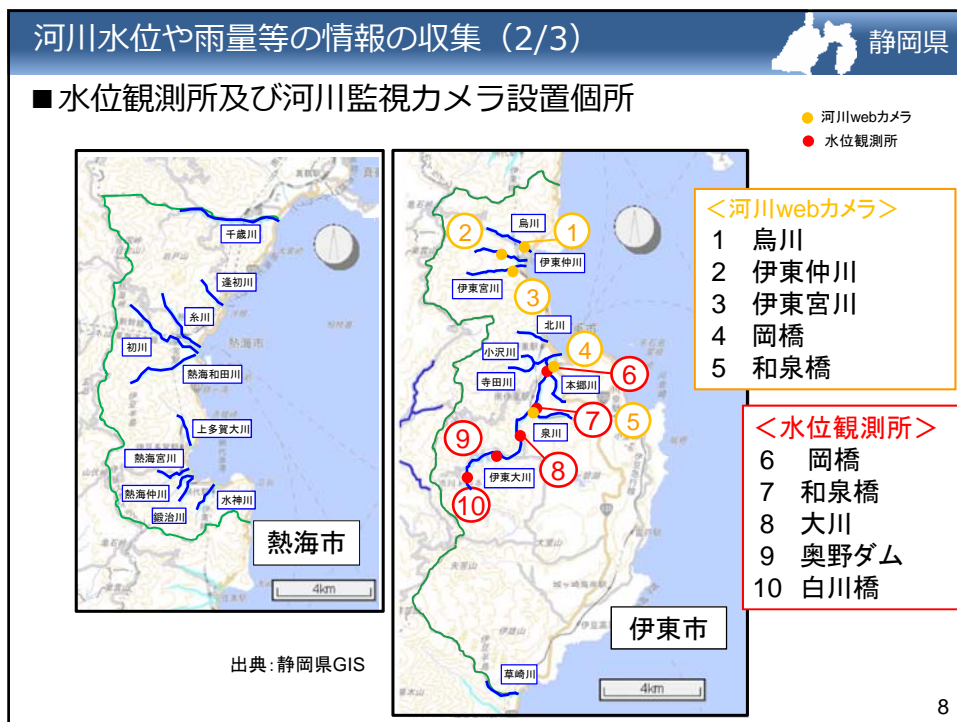 河川水位や雨量等の情報の収集（2/3）
静岡県
■水位観測所及び河川監視カメラ設置個所
河川webカメラ
水位観測所
千歳川
逢初川
糸川
初川
熱海市
熱海和田川
上多賀大川
熱海宮川
熱海仲川
鍛治川
水神川
熱海市
4km
出典：静岡県GIS
烏川
1
2
伊東仲川
伊東宮川
3
北川
小沢川
4
寺田川
本郷川
6
7
5
泉川
9
8
伊東大川
10
大室山
伊東市
草崎川
4km
＜河川webカメラ＞
1 烏川
2 伊東仲川
3 伊東宮川
4 岡橋
5 和泉橋
＜水位観測所＞
6 岡橋
7 和泉橋
8 大川
9 奥野ダム
10 白川橋
8